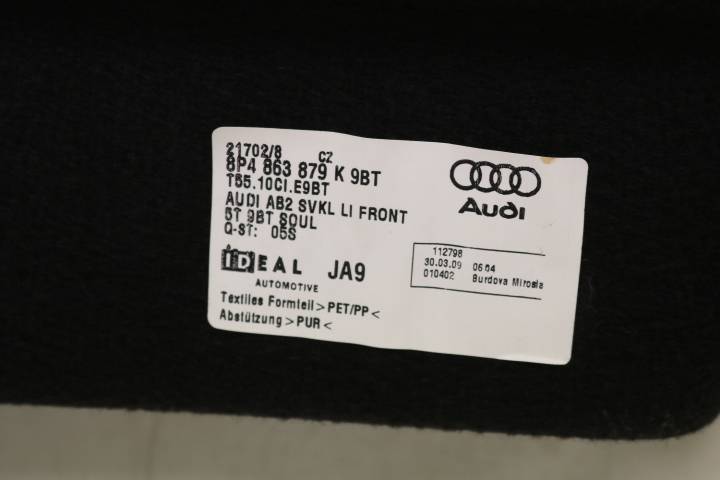 21702/8 CZ
8P4 863 879 K 9BT
T55.10CI.E9BT
AUDI AB2 SVKL LI FRONT
5T 9BT SOUL
Q-ST: 05S
IDEAL JA9
AUTOMOTIVE
Textiles Formteil>PET/PP<
Abstützung>PUR<
Audi
112798
30.03.09 06:04
010402 Burdova Mirosla